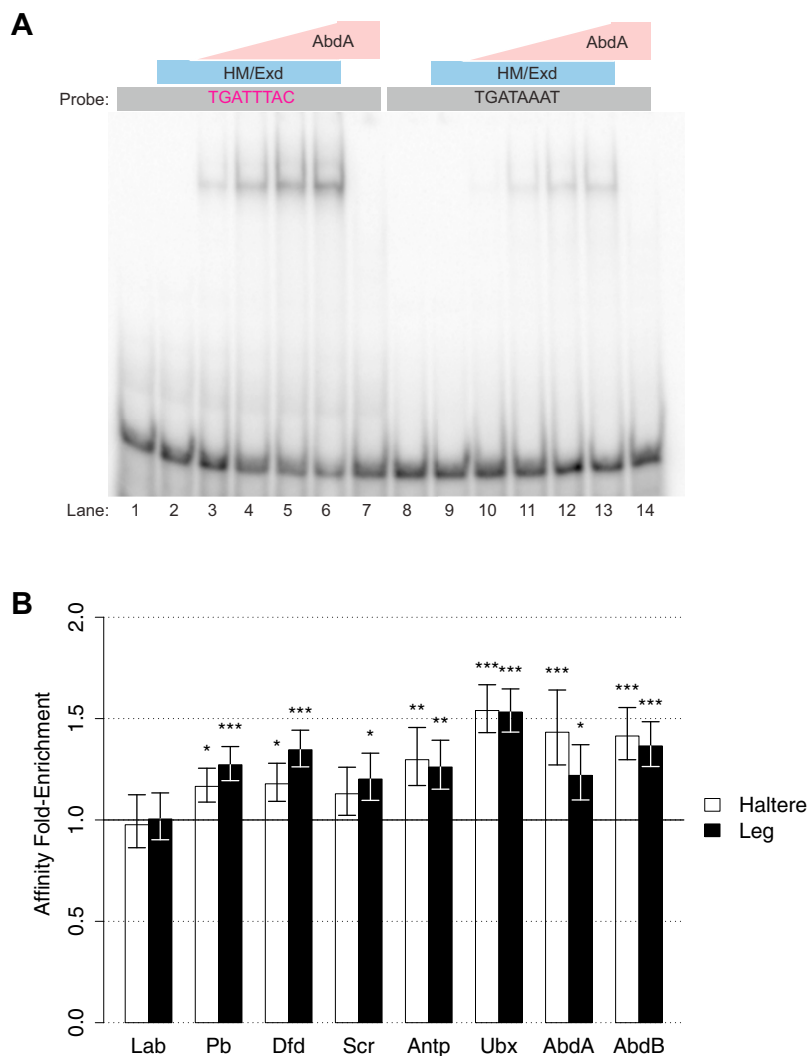 A
AbdA AbdA
HM/Exd HM/Exd
Probe: TGATTTAC TGATAAAT
Lane: 1 2 3 4 5 6 7 8 9 10 11 12 13 14
B
2.0
*** *** ***
*** *** ***
*** ** ** *
* * *
1.5
Affinity Fold-Enrichment
Haltere
1.0
Leg
0.5
0.0
Lab Pb Dfd Scr Antp Ubx AbdA AbdB